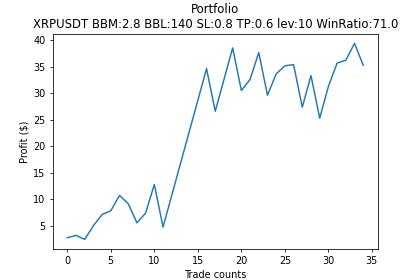 Portfolio
XRPUSDT BBM:2.8 BBL:140 SL:0.8 TP:0.6 lev:10 WinRatio:71.0
40
35
30
25
20
15
10
5
Profit ($)
0 5 10 15 20 25 30 35
Trade counts